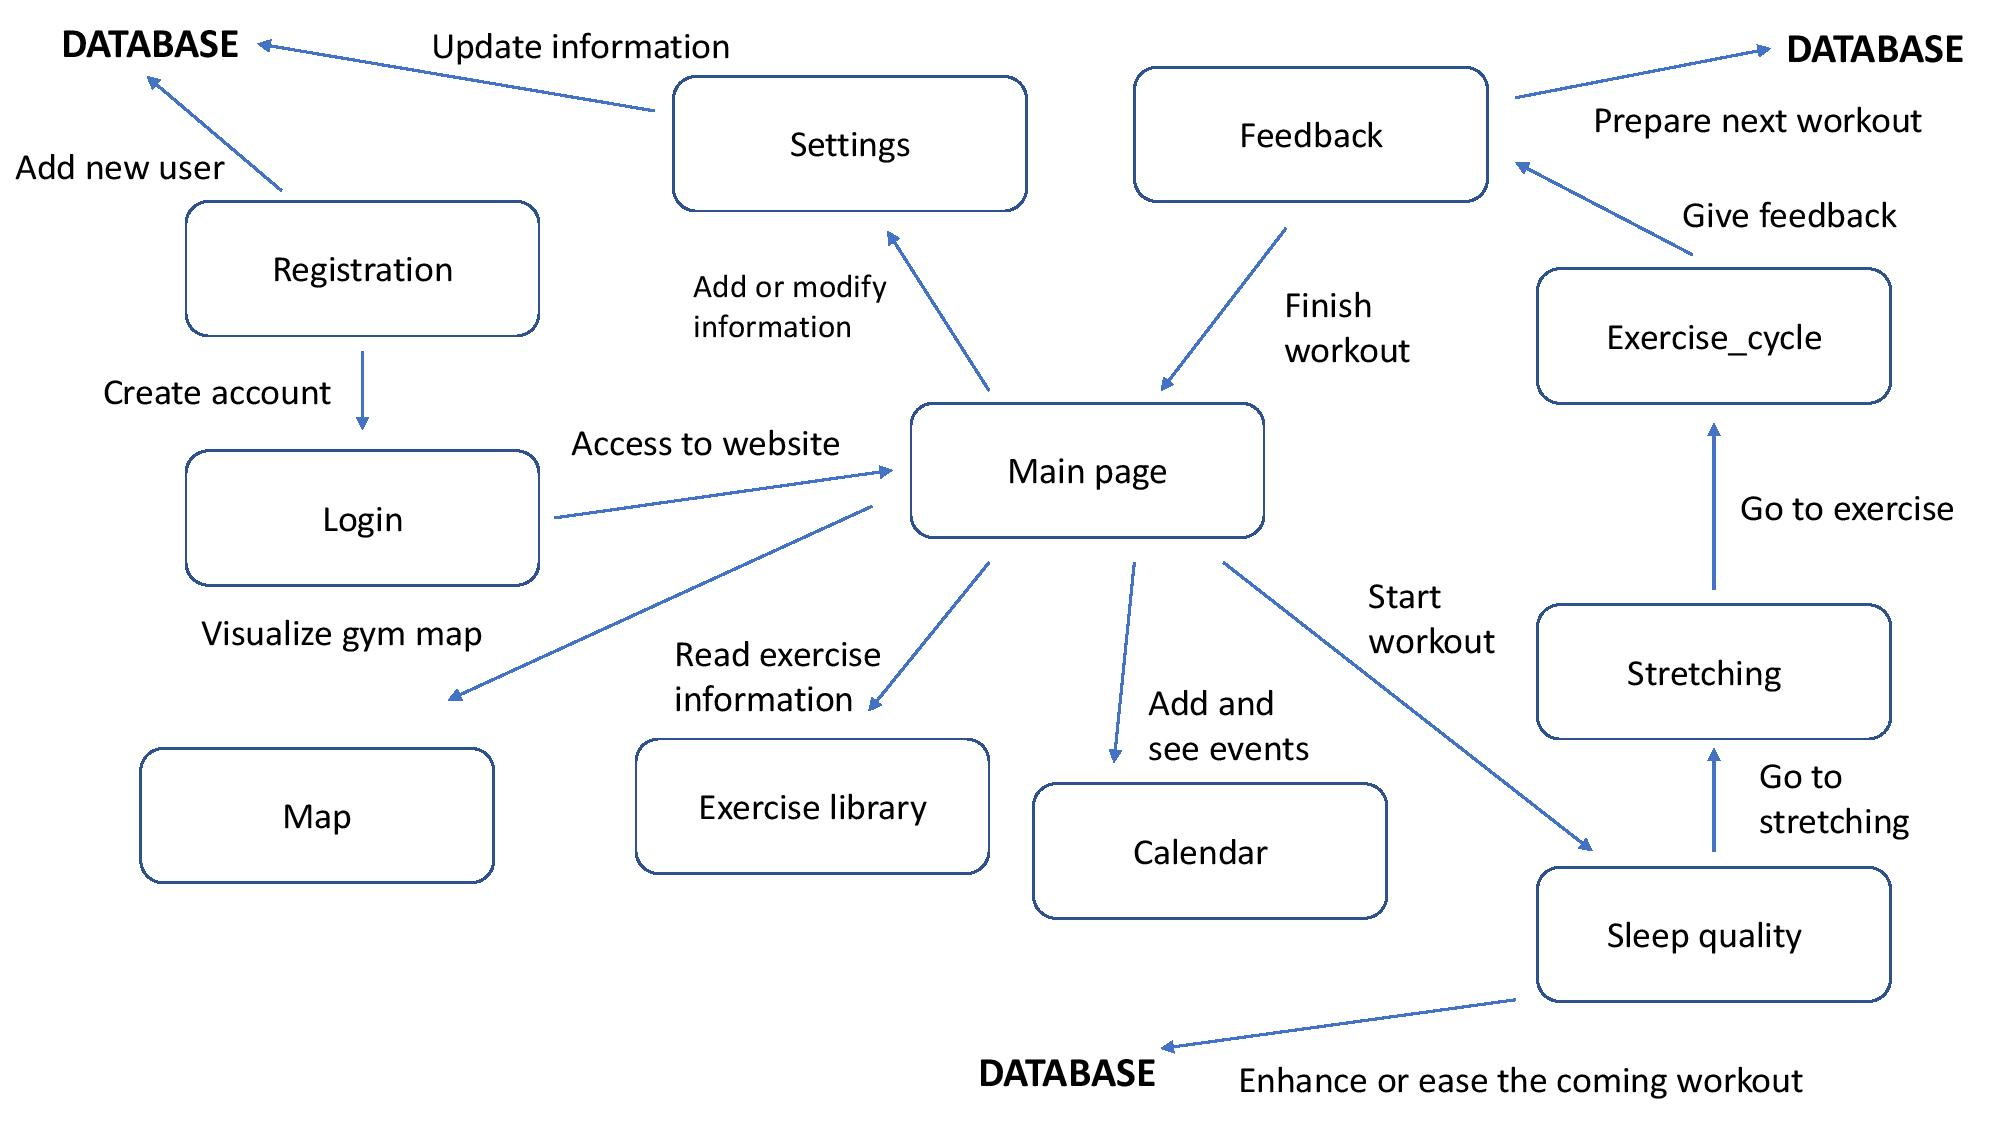 DATABASE
Update information
DATABASE
Settings
Feedback
Prepare next workout
Add new user
Give feedback
Registration
Add or modify
information
Finish
workout
Exercise_cycle
Create account
Access to website
Main page
Login
Go to exercise
Visualize gym map
Read exercise
information
Start
workout
Stretching
Add and
see events
Go to
stretching
Map
Exercise library
Calendar
Sleep quality
DATABASE
Enhance or ease the coming workout